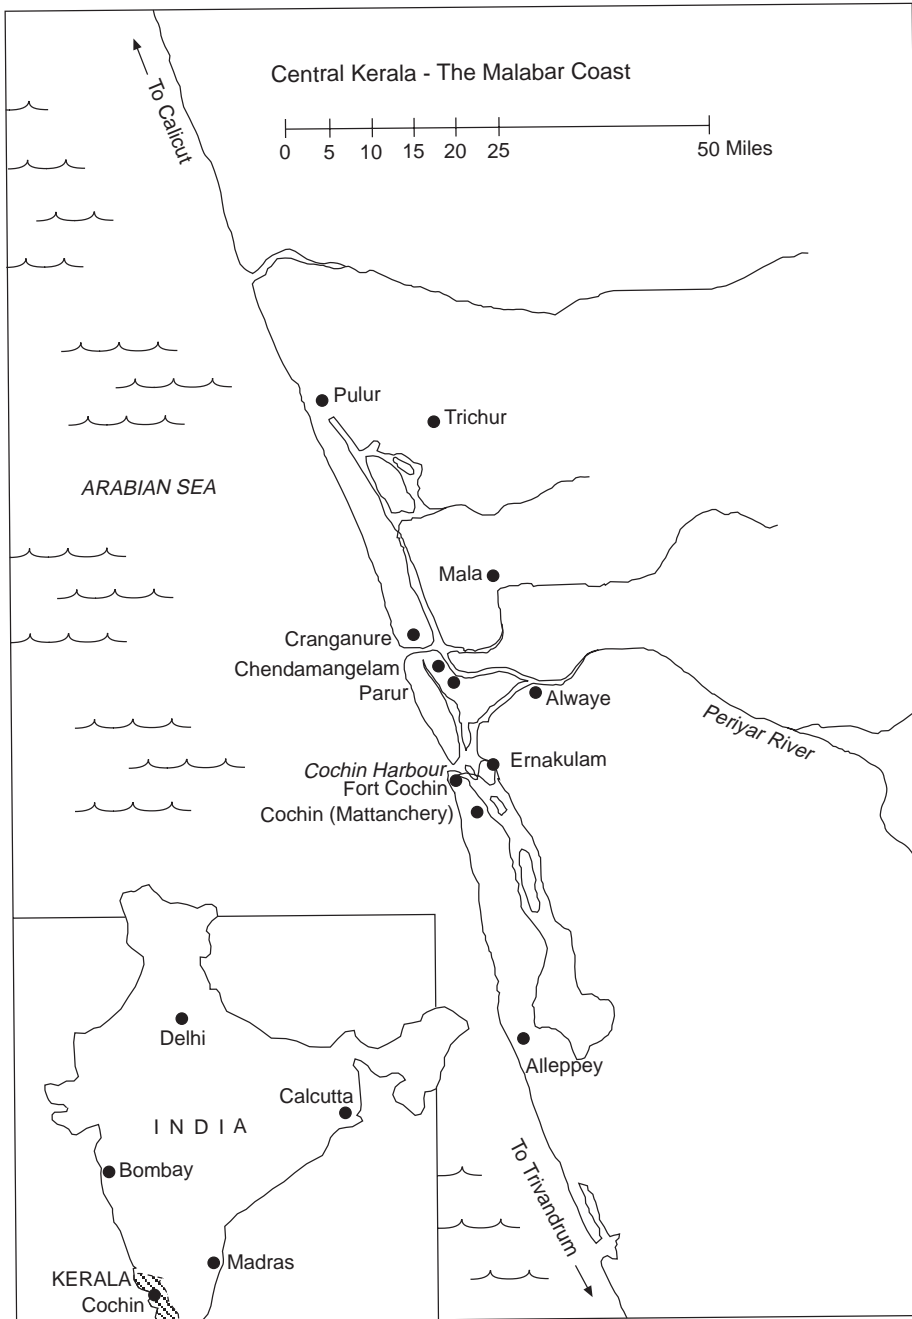 Central Kerala - The Malabar Coast
0 5 10 15 20 25 50 Miles
To Calicut
Pulur
Trichur
ARABIAN SEA
Mala
Cranganure
Chendamangelam
Parur
Alwaye
Periyar River
Ernakulam
Cochin Harbour
Fort Cochin
Cochin (Mattanchery)
Alleppey
To Trivandrum
Delhi
Calcutta
INDIA
Bombay
Madras
KERALA
Cochin